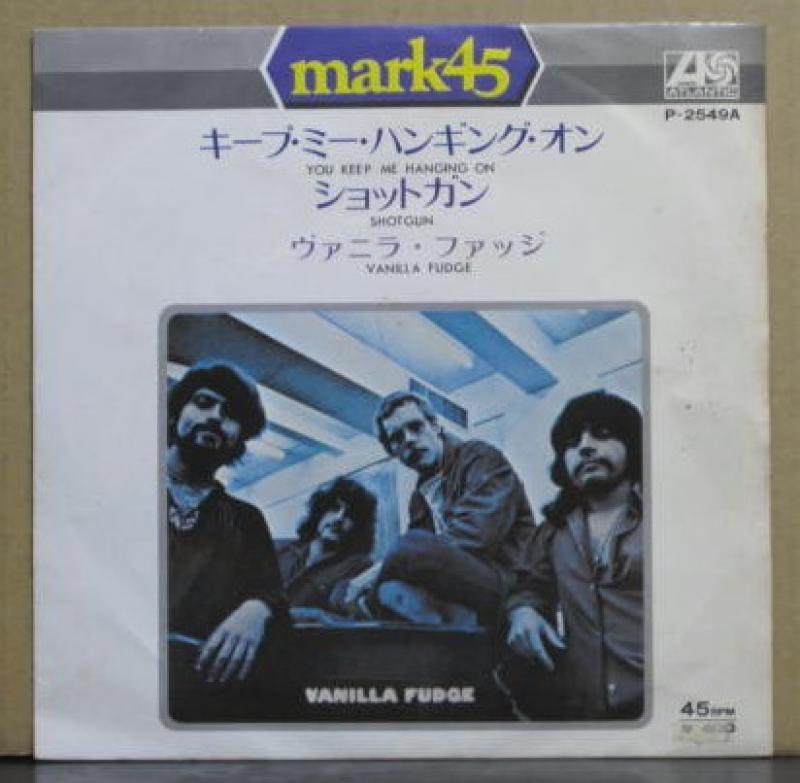 mark45
ATLANTIC
P-2549A
キープ・ミー・ハンギング・オン
YOU KEEP ME HANGING ON
ショットガン
SHOTGUN
ヴァニラ・ファッジ
VANILLA FUDGE
VANILLA FUDGE
45 RPM